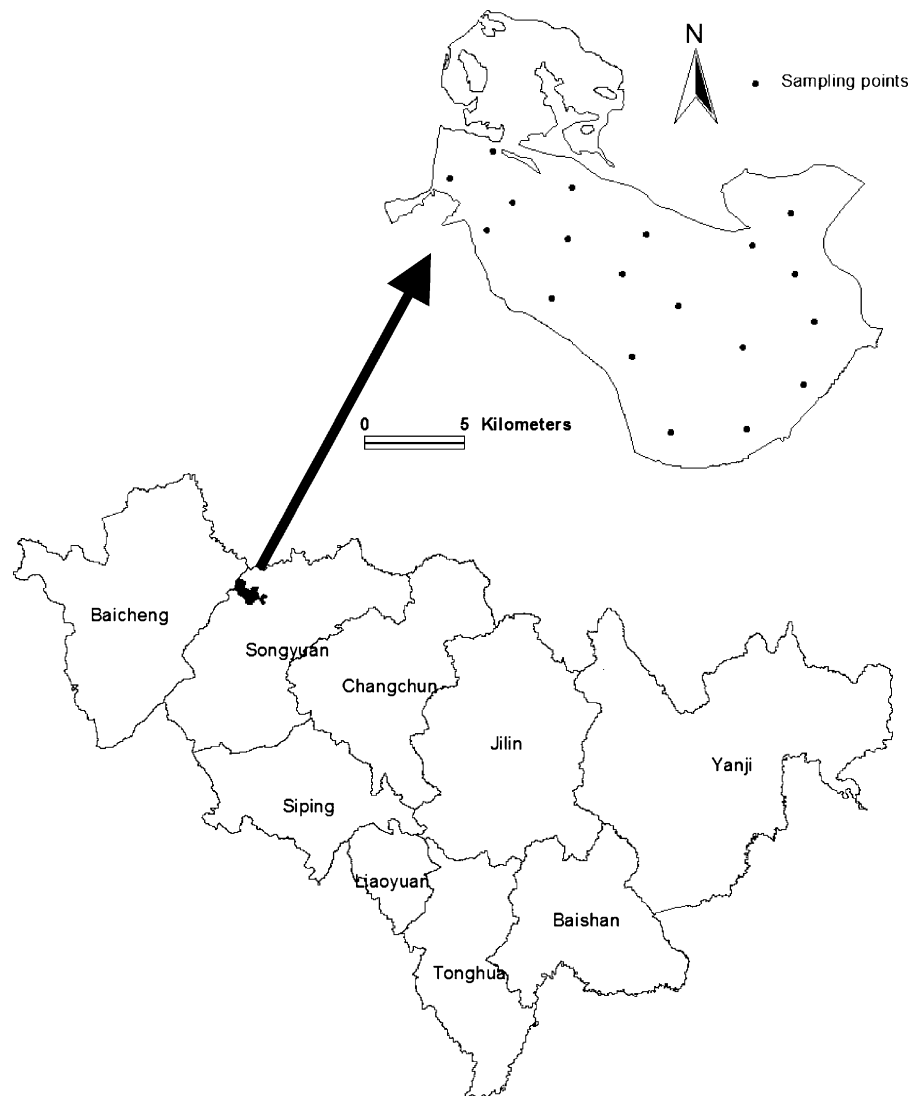 N
Sampling points
0 5 Kilometers
Baicheng
Songyuan
Changchun
Jilin
Yanji
Siping
Liaoyuan
Baishan
Tonghua